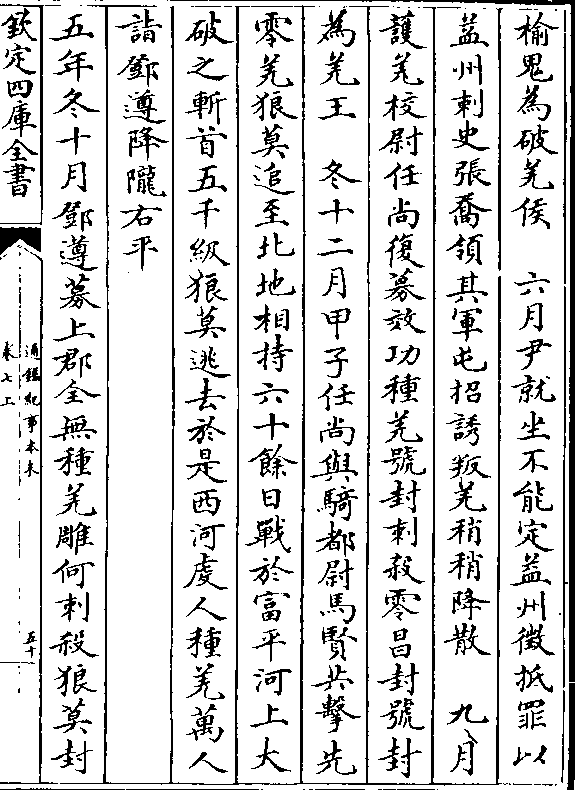 榆鬼為破羌侯　六月尹就坐不能定益州徵抵罪以
益州刺史張喬領其軍屯招誘叛羌稍稍降散　九月
護羌校尉任尚復募效功種羌號封刺殺零昌封號封
為羌王　冬十二月甲子任尚與騎都尉馬賢共擊先
零羌狼莫追至北地相持六十餘日戰於富平河上大
破之斬首五千級狼莫逃去於是西河虔人種羌萬人
詣鄧遵降隴右平
五年冬十月鄧遵募上郡全無種羌雕何刺殺狼莫封
欽定四庫全書
通鑑紀事本末
卷七上
五十